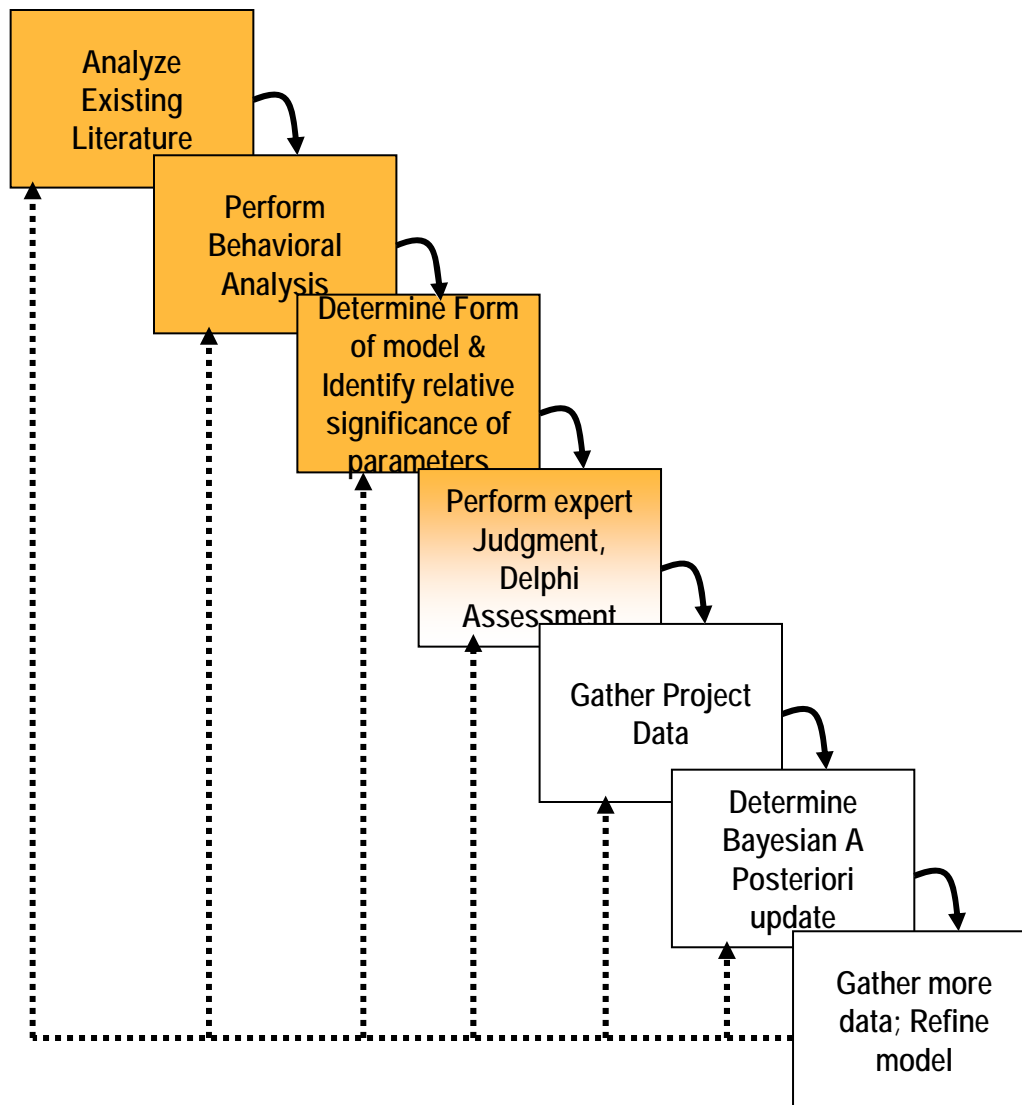 Analyze
Existing
Literature
Perform
Behavioral
Analysis
Determine Form
of model &
Identify relative
significance of
parameters
Perform expert
Judgment,
Delphi
Assessment
Gather Project
Data
Determine
Bayesian A
Posteriori
update
Gather more
data; Refine
model